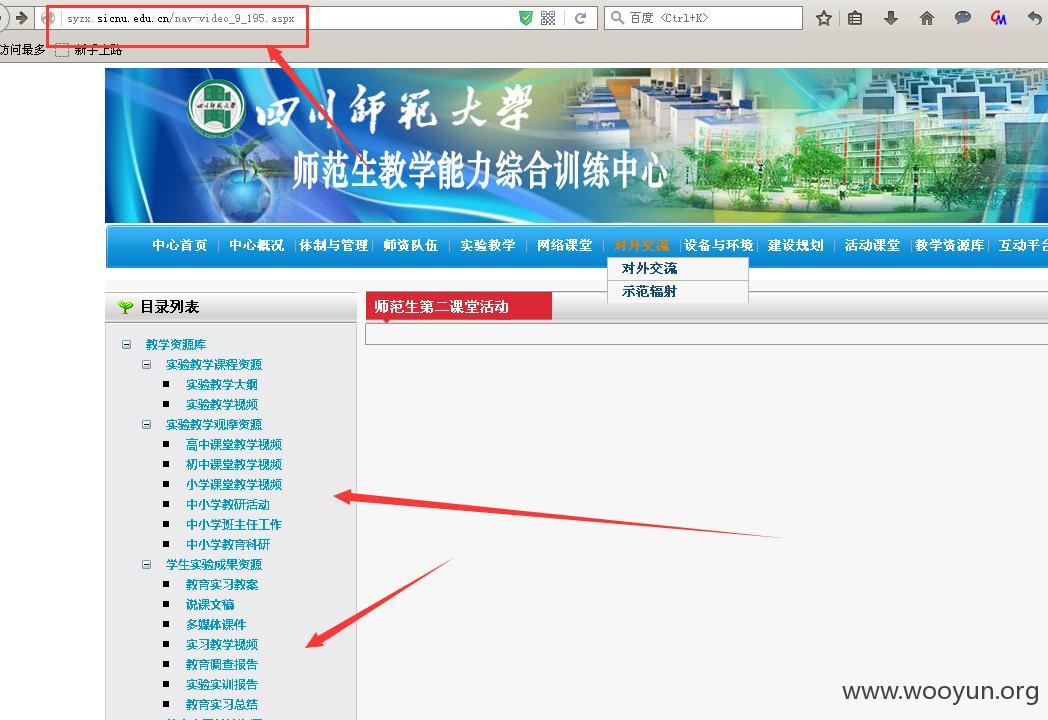 syzx.sicnu.edu.cn/nav-video_9_195.aspx
百度 <Ctrl+K>
访问最多 新手上路
四川師範大學
师范生教学能力综合训练中心
中心首页 中心概况 体制与管理 师资队伍 实验教学 网络课堂 对外交流 设备与环境 建设规划 活动课堂 教学资源库 互动平台
对外交流
示范辐射
目录列表
师范生第二课堂活动
教学资源库
实验教学课程资源
实验教学大纲
实验教学视频
实验教学观摩资源
高中课堂教学视频
初中课堂教学视频
小学课堂教学视频
中小学教研活动
中小学班主任工作
中小学教育科研
学生实验成果资源
教育实习教案
说课文稿
多媒体课件
实习教学视频
教育调查报告
实验实训报告
教育实习总结
www.wooyun.org